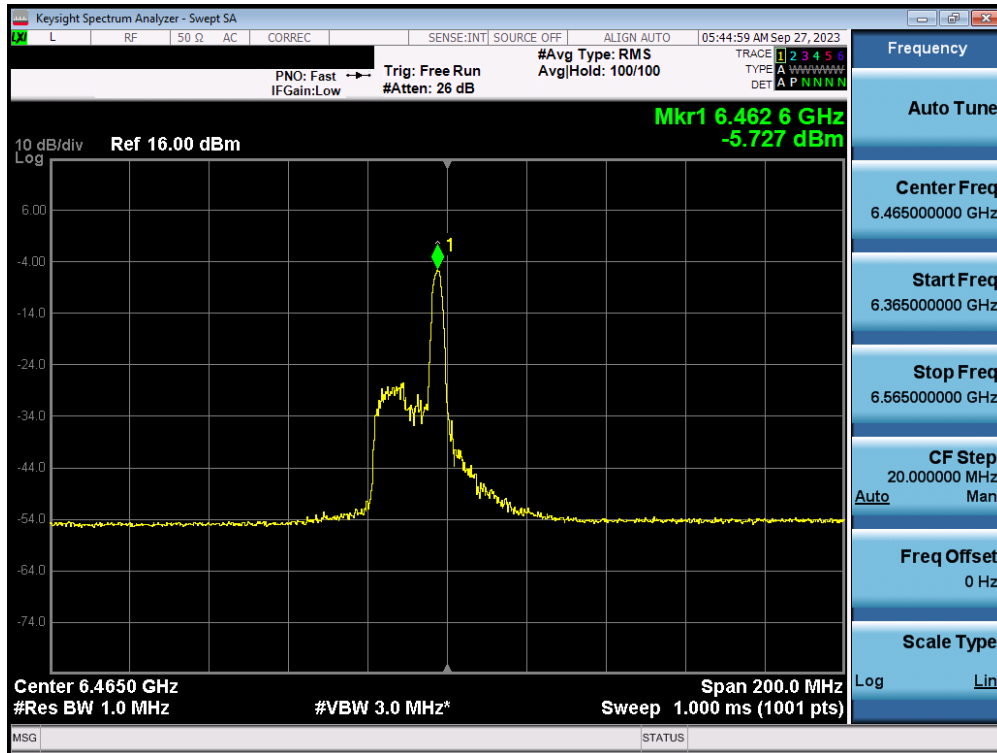 Keysight Spectrum Analyzer - Swept SA
LXI L RF 50 Ω AC CORREC SENSE:INT SOURCE OFF ALIGN AUTO 05:44:59 AM Sep 27, 2023
PNO: Fast
IFGain:Low
Trig: Free Run
#Atten: 26 dB
#Avg Type: RMS
Avg|Hold: 100/100
TRACE 1 2 3 4 5 6
TYPE A WWWWW
DET A P N N N N
Mkr1 6.462 6 GHz
-5.727 dBm
10 dB/div Ref 16.00 dBm
Log
6.00
-4.00
-14.0
-24.0
-34.0
-44.0
-54.0
-64.0
-74.0
1
Center 6.4650 GHz Span 200.0 MHz
#Res BW 1.0 MHz #VBW 3.0 MHz* Sweep 1.000 ms (1001 pts)
MSG STATUS
Frequency
Auto Tune
Center Freq
6.465000000 GHz
Start Freq
6.365000000 GHz
Stop Freq
6.565000000 GHz
CF Step
20.000000 MHz
Auto Man
Freq Offset
0 Hz
Scale Type
Log Lin